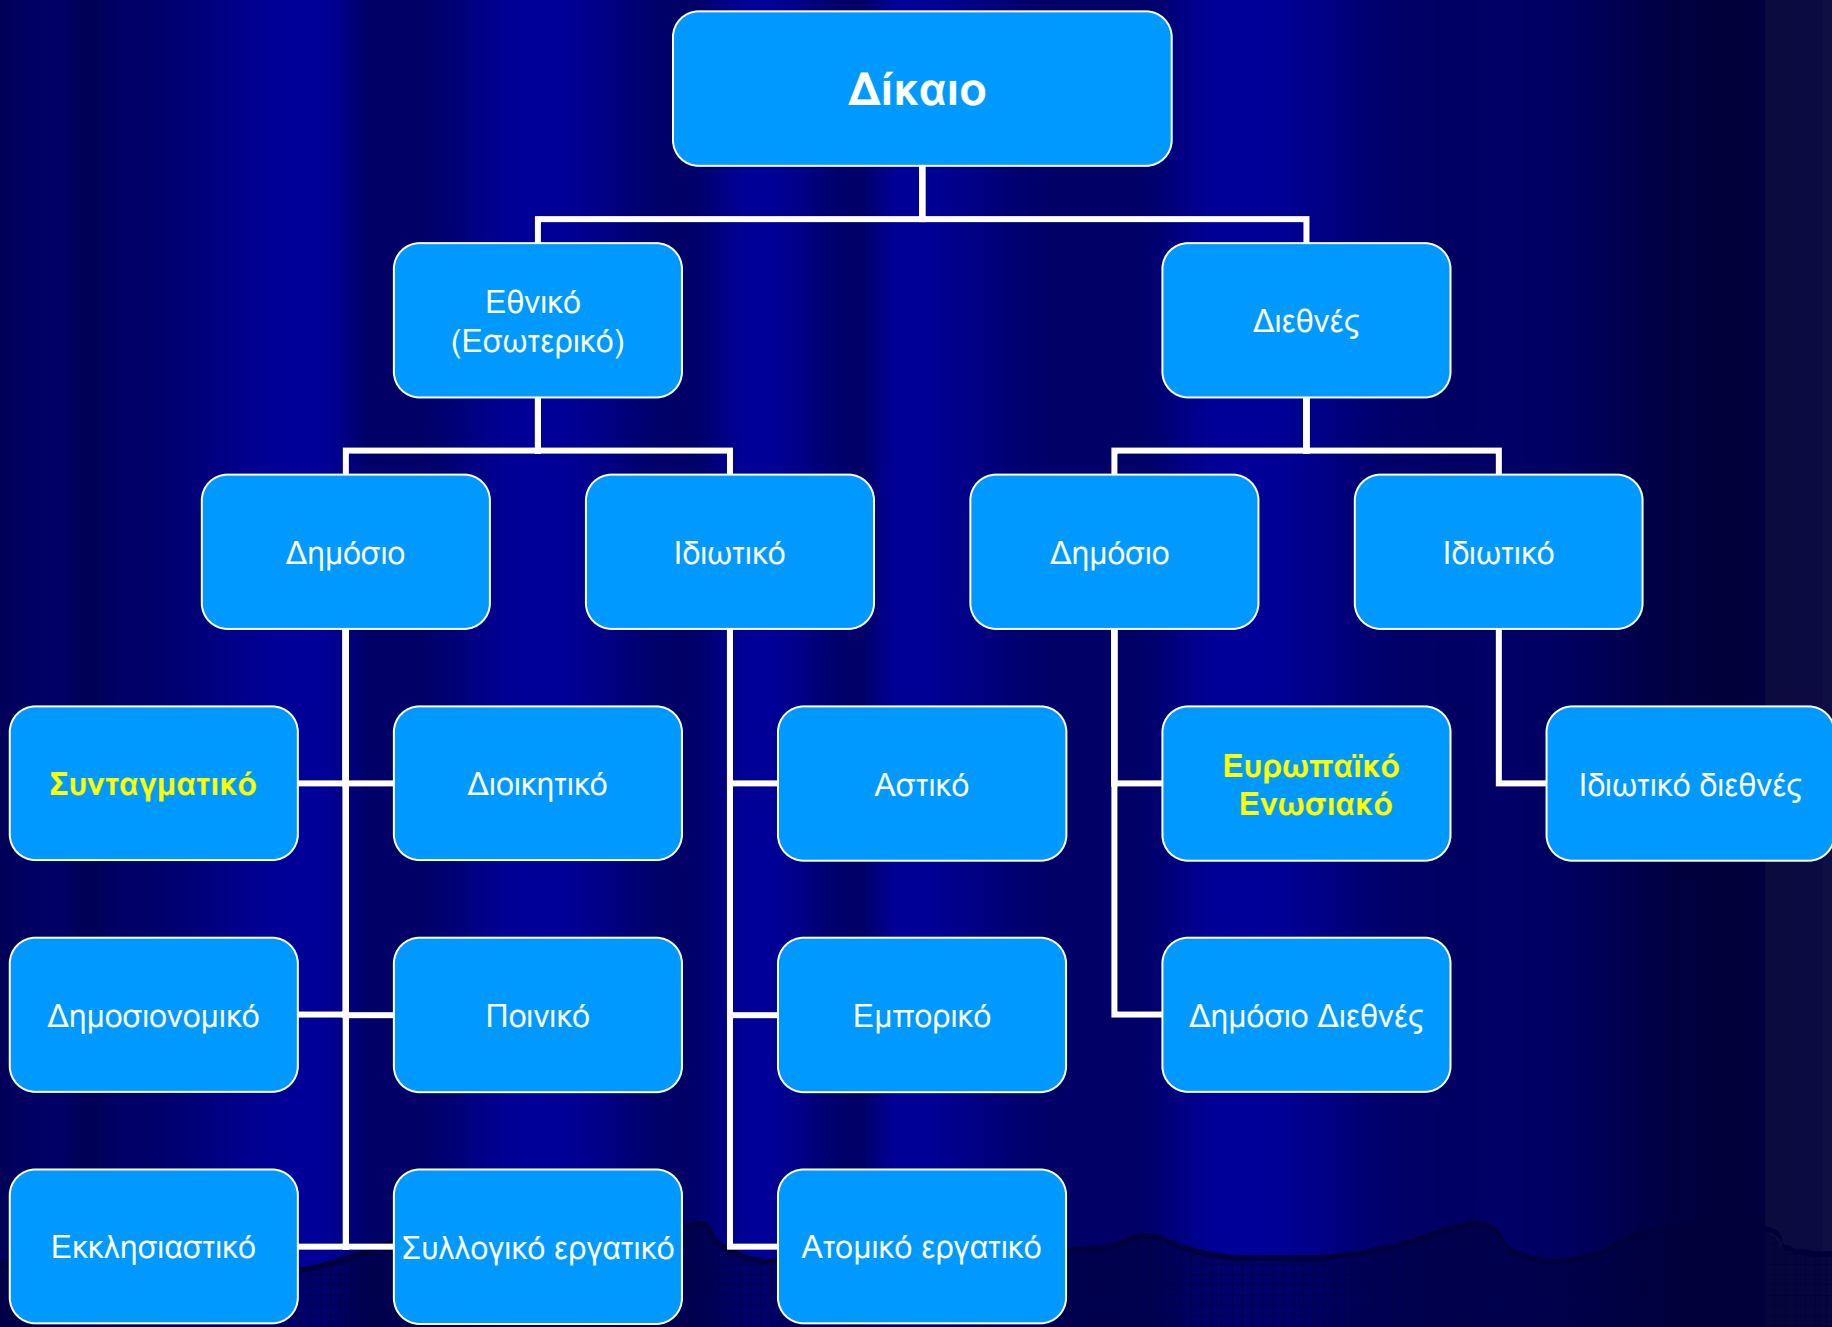 Δίκαιο
Εθνικό
(Εσωτερικό)
Διεθνές
Δημόσιο
Ιδιωτικό
Δημόσιο
Ιδιωτικό
Συνταγματικό
Διοικητικό
Αστικό
Ευρωπαϊκό
Ενωσιακό
Ιδιωτικό διεθνές
Δημοσιονομικό
Ποινικό
Εμπορικό
Δημόσιο Διεθνές
Εκκλησιαστικό
Συλλογικό εργατικό
Ατομικό εργατικό